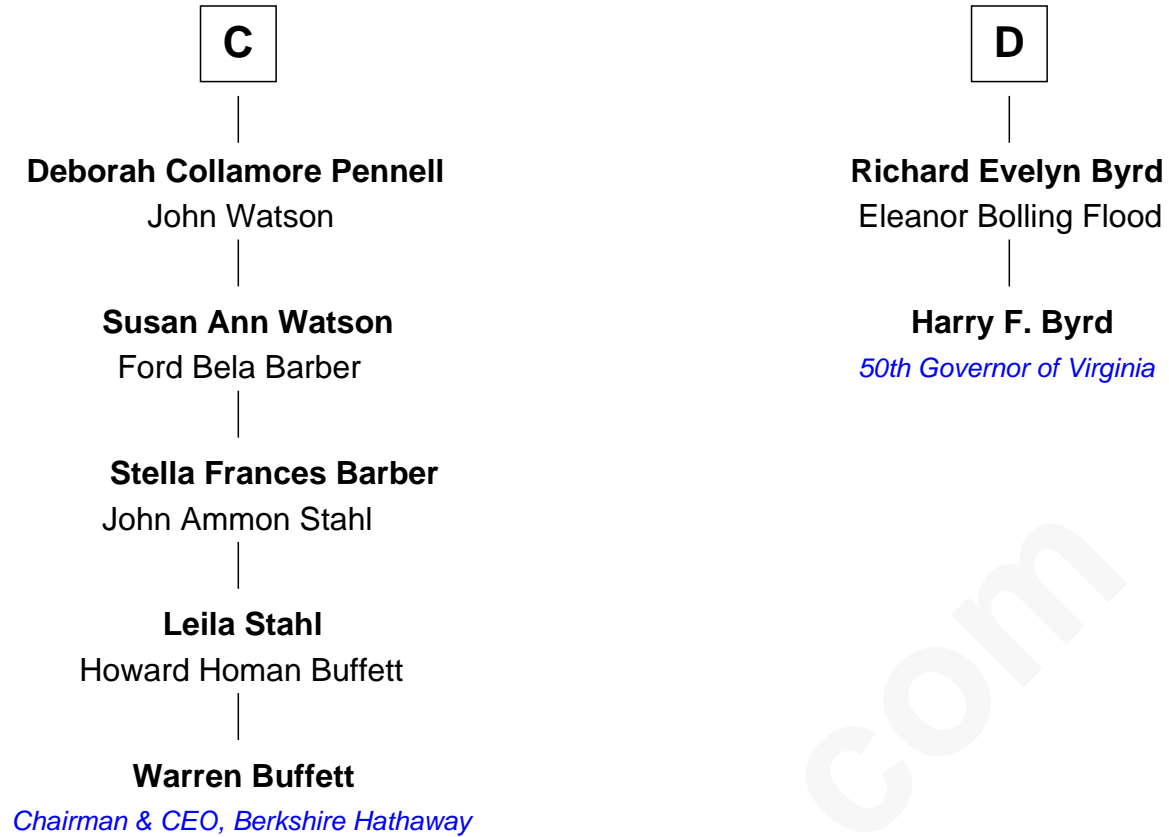 C
Deborah Collamore Pennell
John Watson
Susan Ann Watson
Ford Bela Barber
Stella Frances Barber
John Ammon Stahl
Leila Stahl
Howard Homan Buffett
Warren Buffett
Chairman & CEO, Berkshire Hathaway
D
Richard Evelyn Byrd
Eleanor Bolling Flood
Harry F. Byrd
50th Governor of Virginia
com